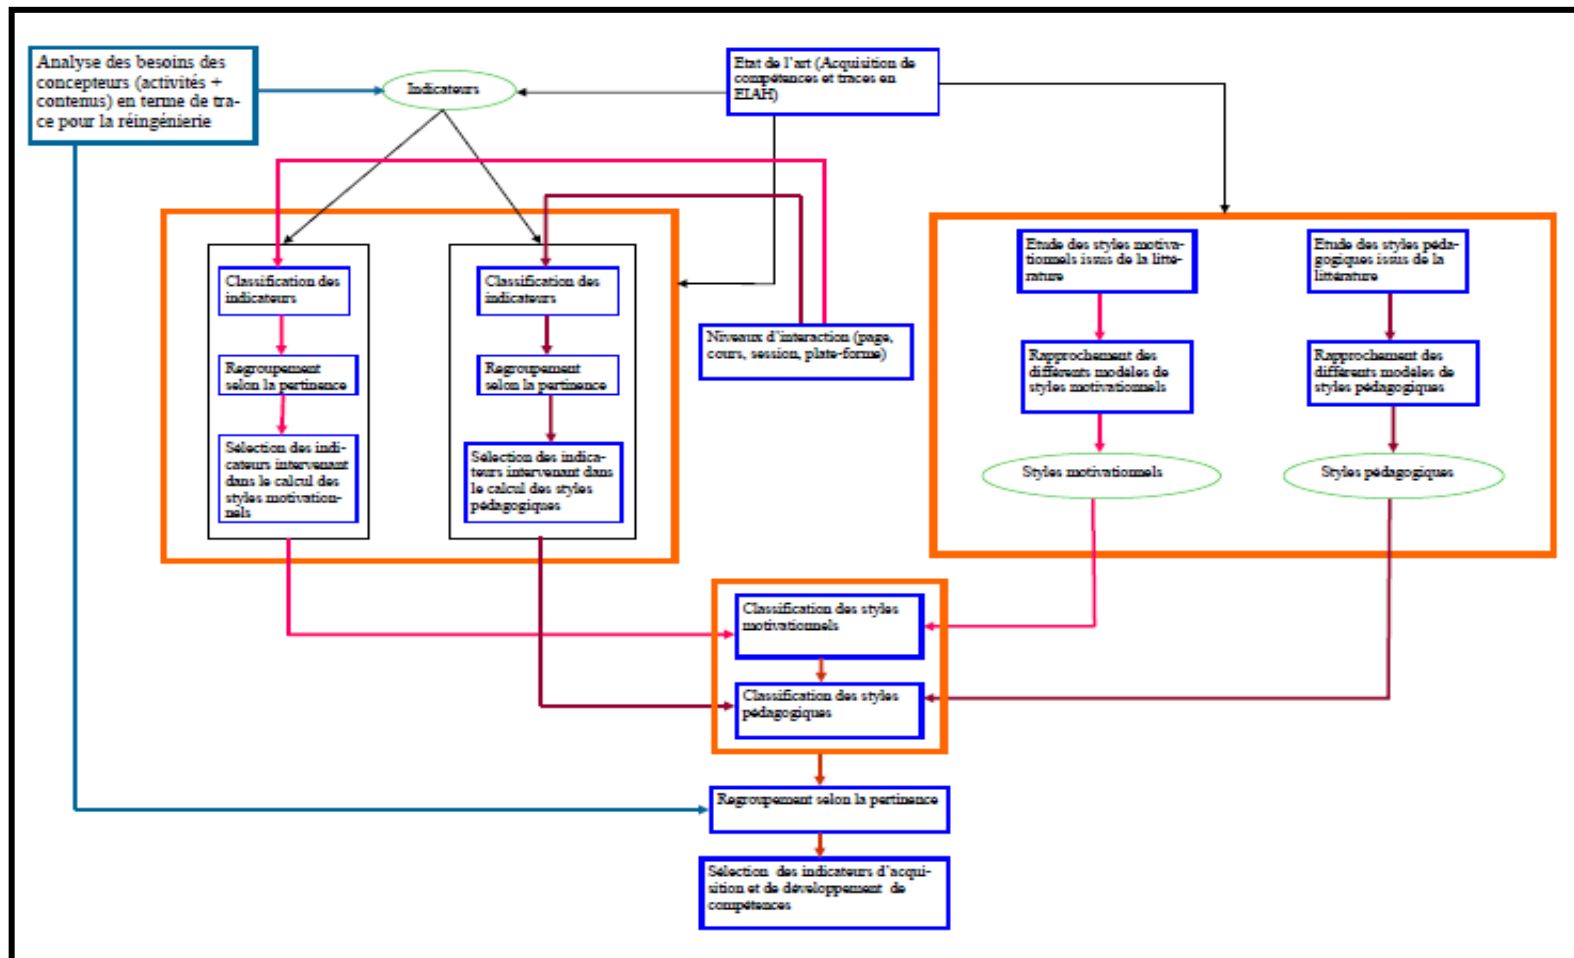 Analyse des besoins des
concepteurs (activités +
contenus) en terme de tra-
ce pour la réingénierie
Indicateurs
Etat de l'art (Acquisition de
compétences et traces en
EIAH)
Classification des
indicateurs
Regroupement
selon la pertinence
Sélection des indi-
cateurs intervenant
dans le calcul des
styles motivation-
nels
Classification des
indicateurs
Regroupement
selon la pertinence
Sélection des indica-
teurs intervenant dans
le calcul des styles
pédagogiques
Niveaux d'interaction (page,
cours, session, plate-forme)
Etude des styles motiva-
tionnels issus de la litté-
rature
Rapprochement des
différents modèles de
styles motivationnels
Styles motivationnels
Etude des styles péda-
gogiques issus de la
littérature
Rapprochement des
différents modèles de
styles pédagogiques
Styles pédagogiques
Classification des styles
motivationnels
Classification des styles
pédagogiques
Regroupement selon la pertinence
Sélection des indicateurs d'acqui-
sition et de développement de
compétences